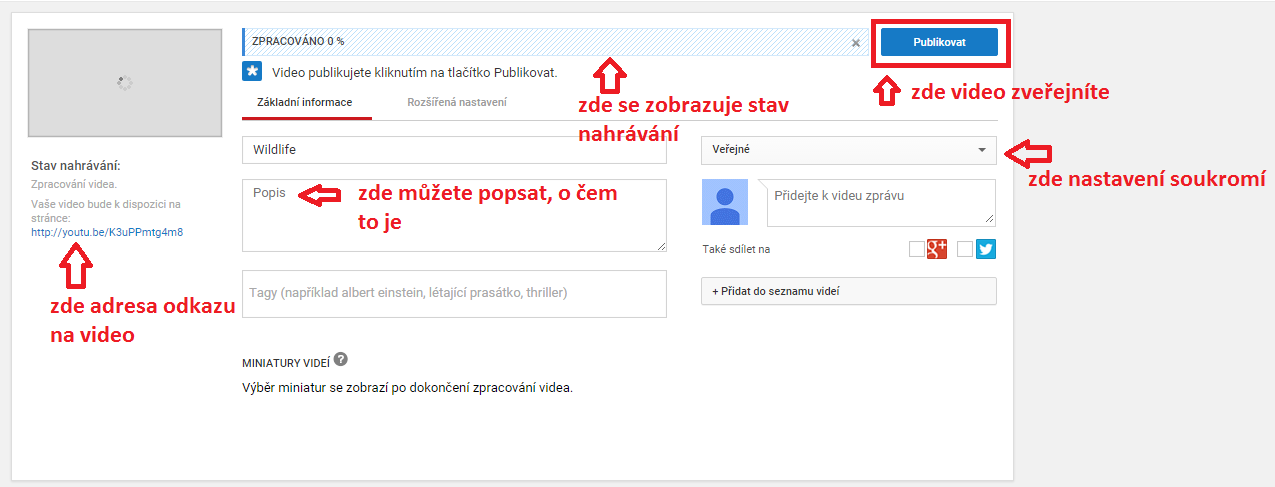 ZPRACOVÁNO 0 %
Publikovat
Video publikujete kliknutím na tlačítko Publikovat.
zde se zobrazuje stav
nahrávání
zde video zveřejníte
Základní informace
Rozšířená nastavení
Stav nahrávání:
Zpracování videa.
Vaše video bude k dispozici na
stránce:
http://youtu.be/K3uPPmtg4m8
zde adresa odkazu
na video
Wildlife
Popis
zde můžete popsat, o čem
to je
Tagy (například albert einstein, létající prasátko, thriller)
Veřejné
zde nastavení soukromí
Přidejte k videu zprávu
Také sdílet na
g+
+ Přidat do seznamu videí
MINIATURY VIDEÍ ?
Výběr miniatur se zobrazí po dokončení zpracování videa.